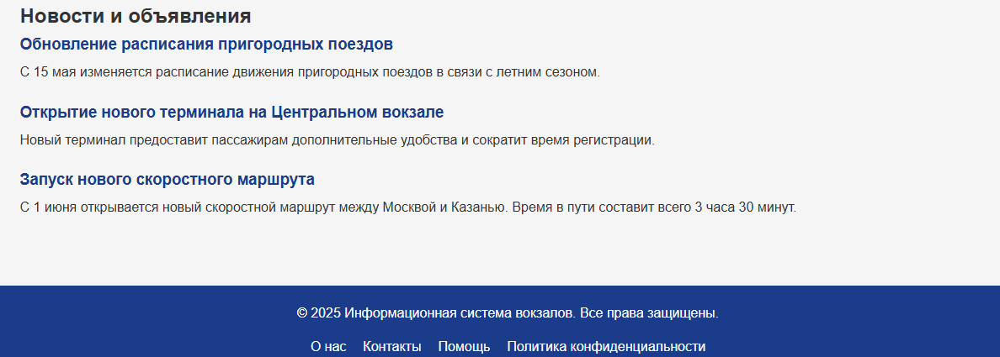 Новости и объявления
Обновление расписания пригородных поездов
С 15 мая изменяется расписание движения пригородных поездов в связи с летним сезоном.
Открытие нового терминала на Центральном вокзале
Новый терминал предоставит пассажирам дополнительные удобства и сократит время регистрации.
Запуск нового скоростного маршрута
С 1 июня открывается новый скоростной маршрут между Москвой и Казанью. Время в пути составит всего 3 часа 30 минут.
© 2025 Информационная система вокзалов. Все права защищены.
О нас Контакты Помощь Политика конфиденциальности